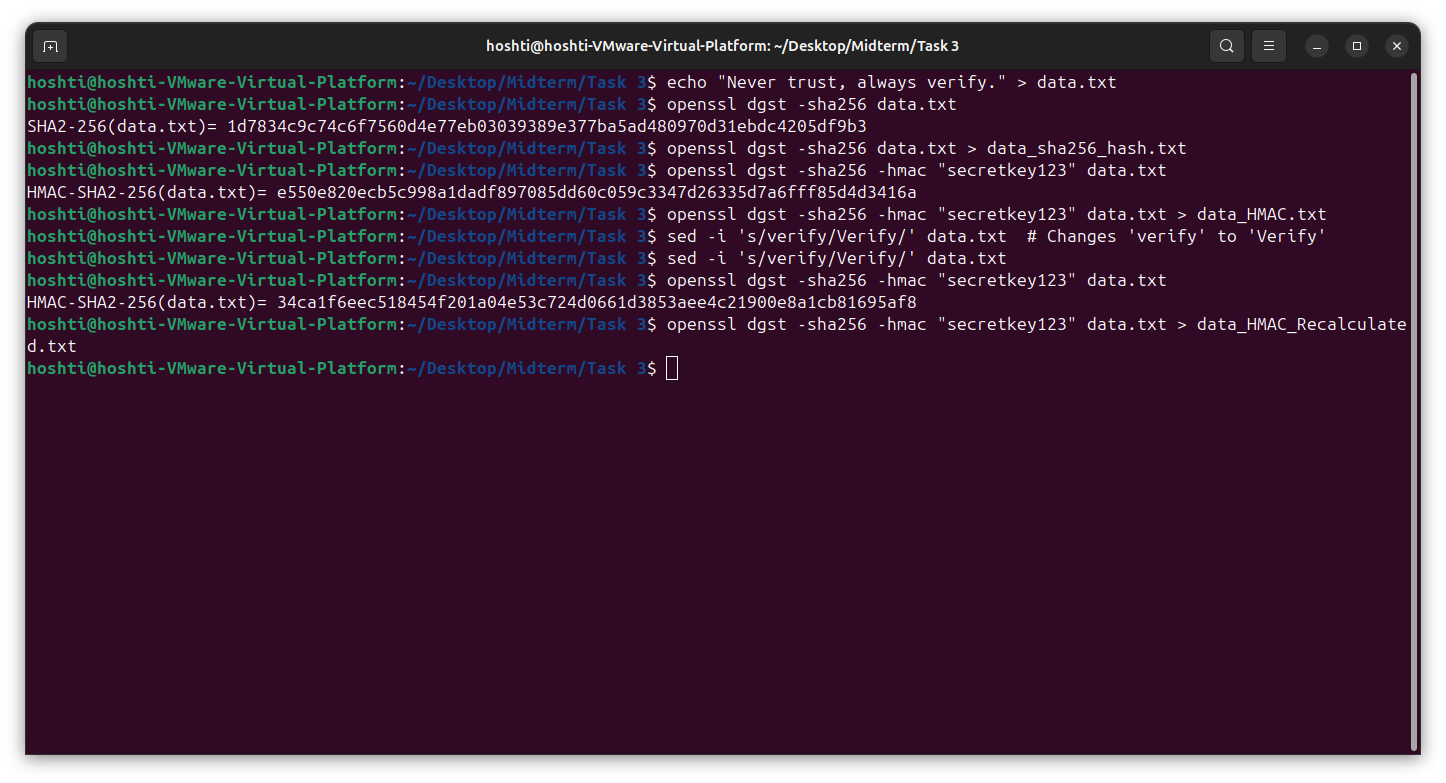 hoshti@hoshti-VMware-Virtual-Platform: ~/Desktop/Midterm/Task 3
hoshti@hoshti-VMware-Virtual-Platform:~/Desktop/Midterm/Task 3$ echo "Never trust, always verify." > data.txt
hoshti@hoshti-VMware-Virtual-Platform:~/Desktop/Midterm/Task 3$ openssl dgst -sha256 data.txt
SHA2-256(data.txt)= 1d7834c9c74c6f7560d4e77eb03039389e377ba5ad480970d31ebdc4205df9b3
hoshti@hoshti-VMware-Virtual-Platform:~/Desktop/Midterm/Task 3$ openssl dgst -sha256 data.txt > data_sha256_hash.txt
hoshti@hoshti-VMware-Virtual-Platform:~/Desktop/Midterm/Task 3$ openssl dgst -sha256 -hmac "secretkey123" data.txt
HMAC-SHA2-256(data.txt)= e550e820ecb5c998a1dadf897085dd60c059c3347d26335d7a6fff85d4d3416a
hoshti@hoshti-VMware-Virtual-Platform:~/Desktop/Midterm/Task 3$ openssl dgst -sha256 -hmac "secretkey123" data.txt > data_HMAC.txt
hoshti@hoshti-VMware-Virtual-Platform:~/Desktop/Midterm/Task 3$ sed -i 's/verify/Verify/' data.txt  # Changes 'verify' to 'Verify'
hoshti@hoshti-VMware-Virtual-Platform:~/Desktop/Midterm/Task 3$ sed -i 's/verify/Verify/' data.txt
hoshti@hoshti-VMware-Virtual-Platform:~/Desktop/Midterm/Task 3$ openssl dgst -sha256 -hmac "secretkey123" data.txt
HMAC-SHA2-256(data.txt)= 34ca1f6eec518454f201a04e53c724d0661d3853aee4c21900e8a1cb81695af8
hoshti@hoshti-VMware-Virtual-Platform:~/Desktop/Midterm/Task 3$ openssl dgst -sha256 -hmac "secretkey123" data.txt > data_HMAC_Recalculate
d.txt
hoshti@hoshti-VMware-Virtual-Platform:~/Desktop/Midterm/Task 3$